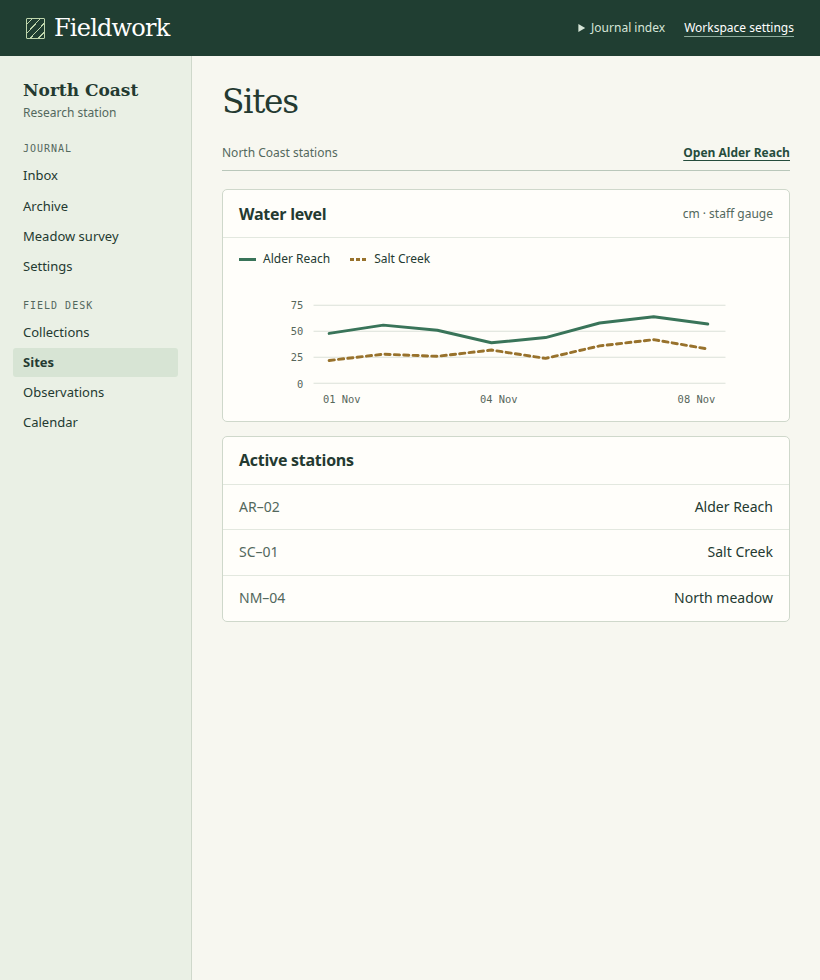 Fieldwork
Journal index
Workspace settings
North Coast
Research station
JOURNAL
Inbox
Archive
Meadow survey
Settings
FIELD DESK
Collections
Sites
Observations
Calendar
Sites
North Coast stations
Open Alder Reach
Water level
cm · staff gauge
Alder Reach
Salt Creek
75
50
25
0
01 Nov
04 Nov
08 Nov
Active stations
AR–02
Alder Reach
SC–01
Salt Creek
NM–04
North meadow